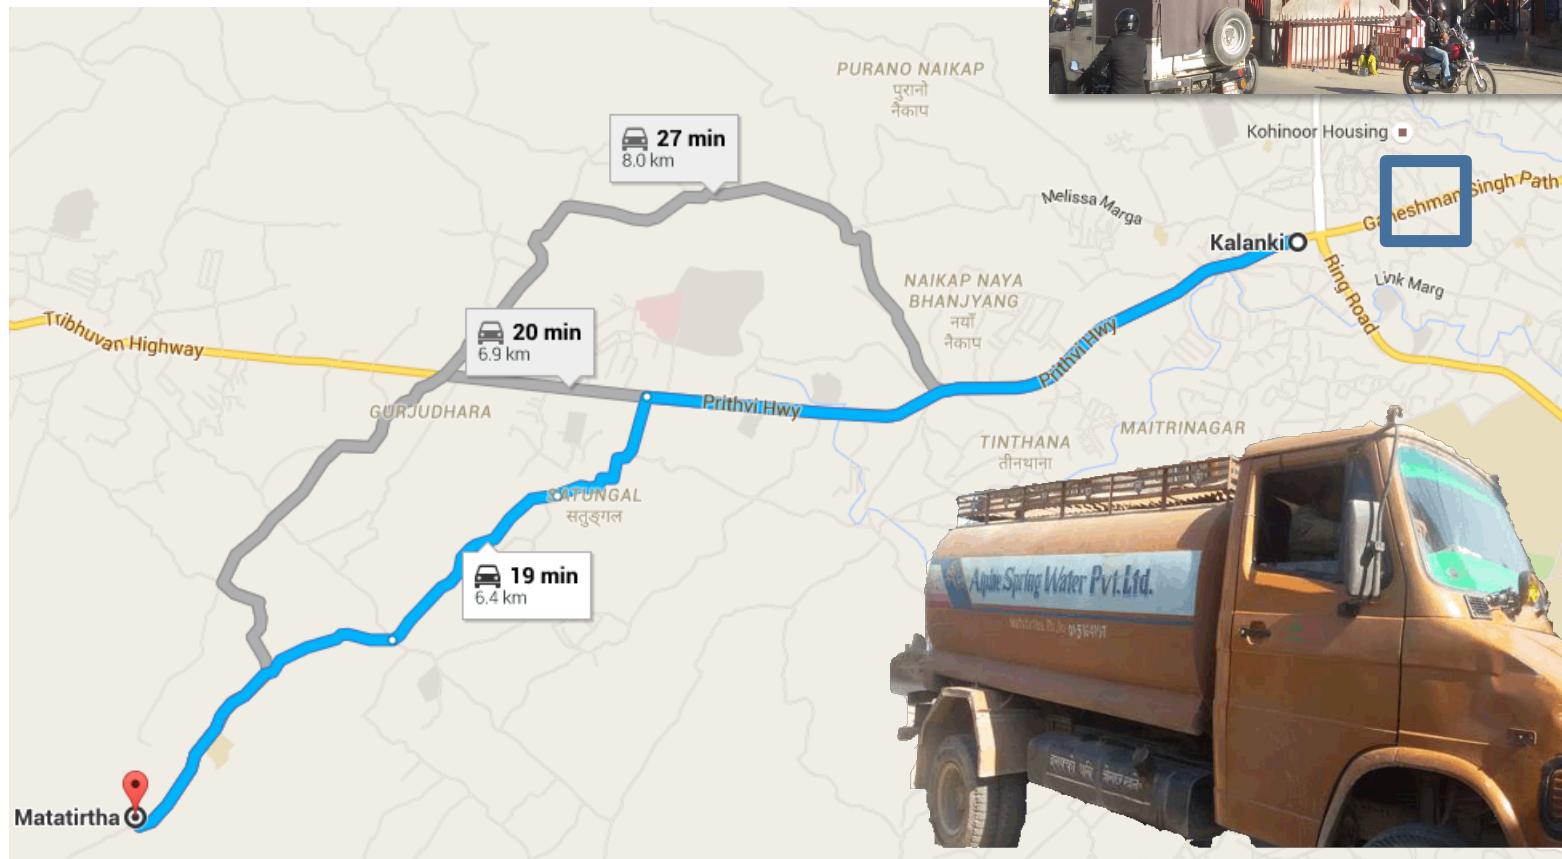 PURANO NAIKAP
पुरानो
नैकाप
27 min
8.0 km
Kohinoor Housing
Melissa Marga
Ganeshman Singh Path
Kalanki
Ring Road
Link Marg
NAIKAP NAYA
BHANJYANG
नयाँ
नैकाप
Tribhuvan Highway
20 min
6.9 km
Prithvi Hwy
Prithvi Hwy
GURJUDHARA
TINTHANA
तीनथाना
MAITRINAGAR
SATUNGAL
सतुङ्गल
19 min
6.4 km
Alpine Spring Water Pvt. Ltd.
Matatirtha